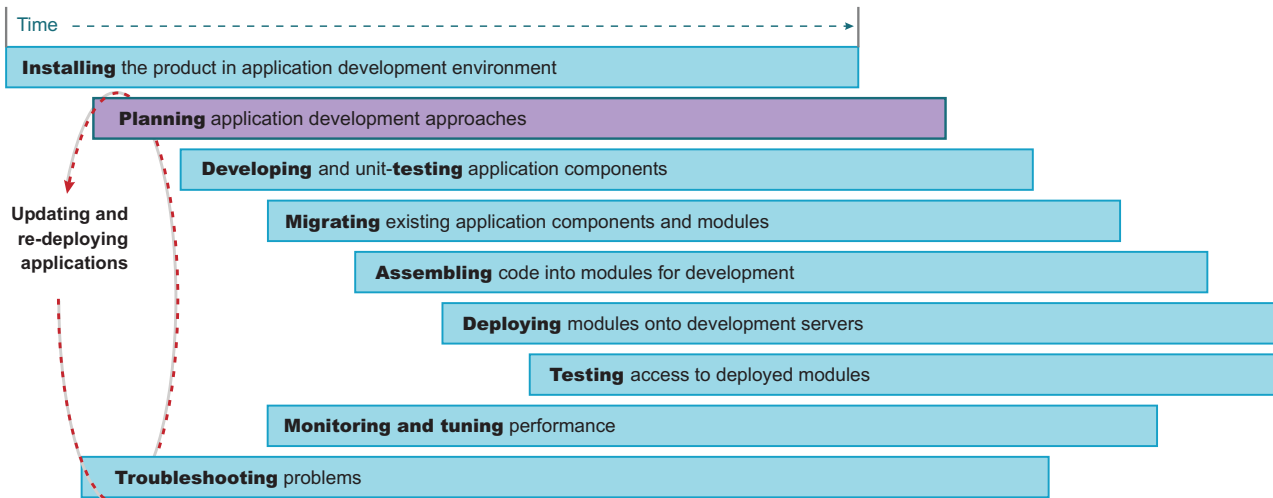 Time
Installing the product in application development environment
Planning application development approaches
Developing and unit-testing application components
Migrating existing application components and modules
Updating and
re-deploying
applications
Assembling code into modules for development
Deploying modules onto development servers
Testing access to deployed modules
Monitoring and tuning performance
Troubleshooting problems